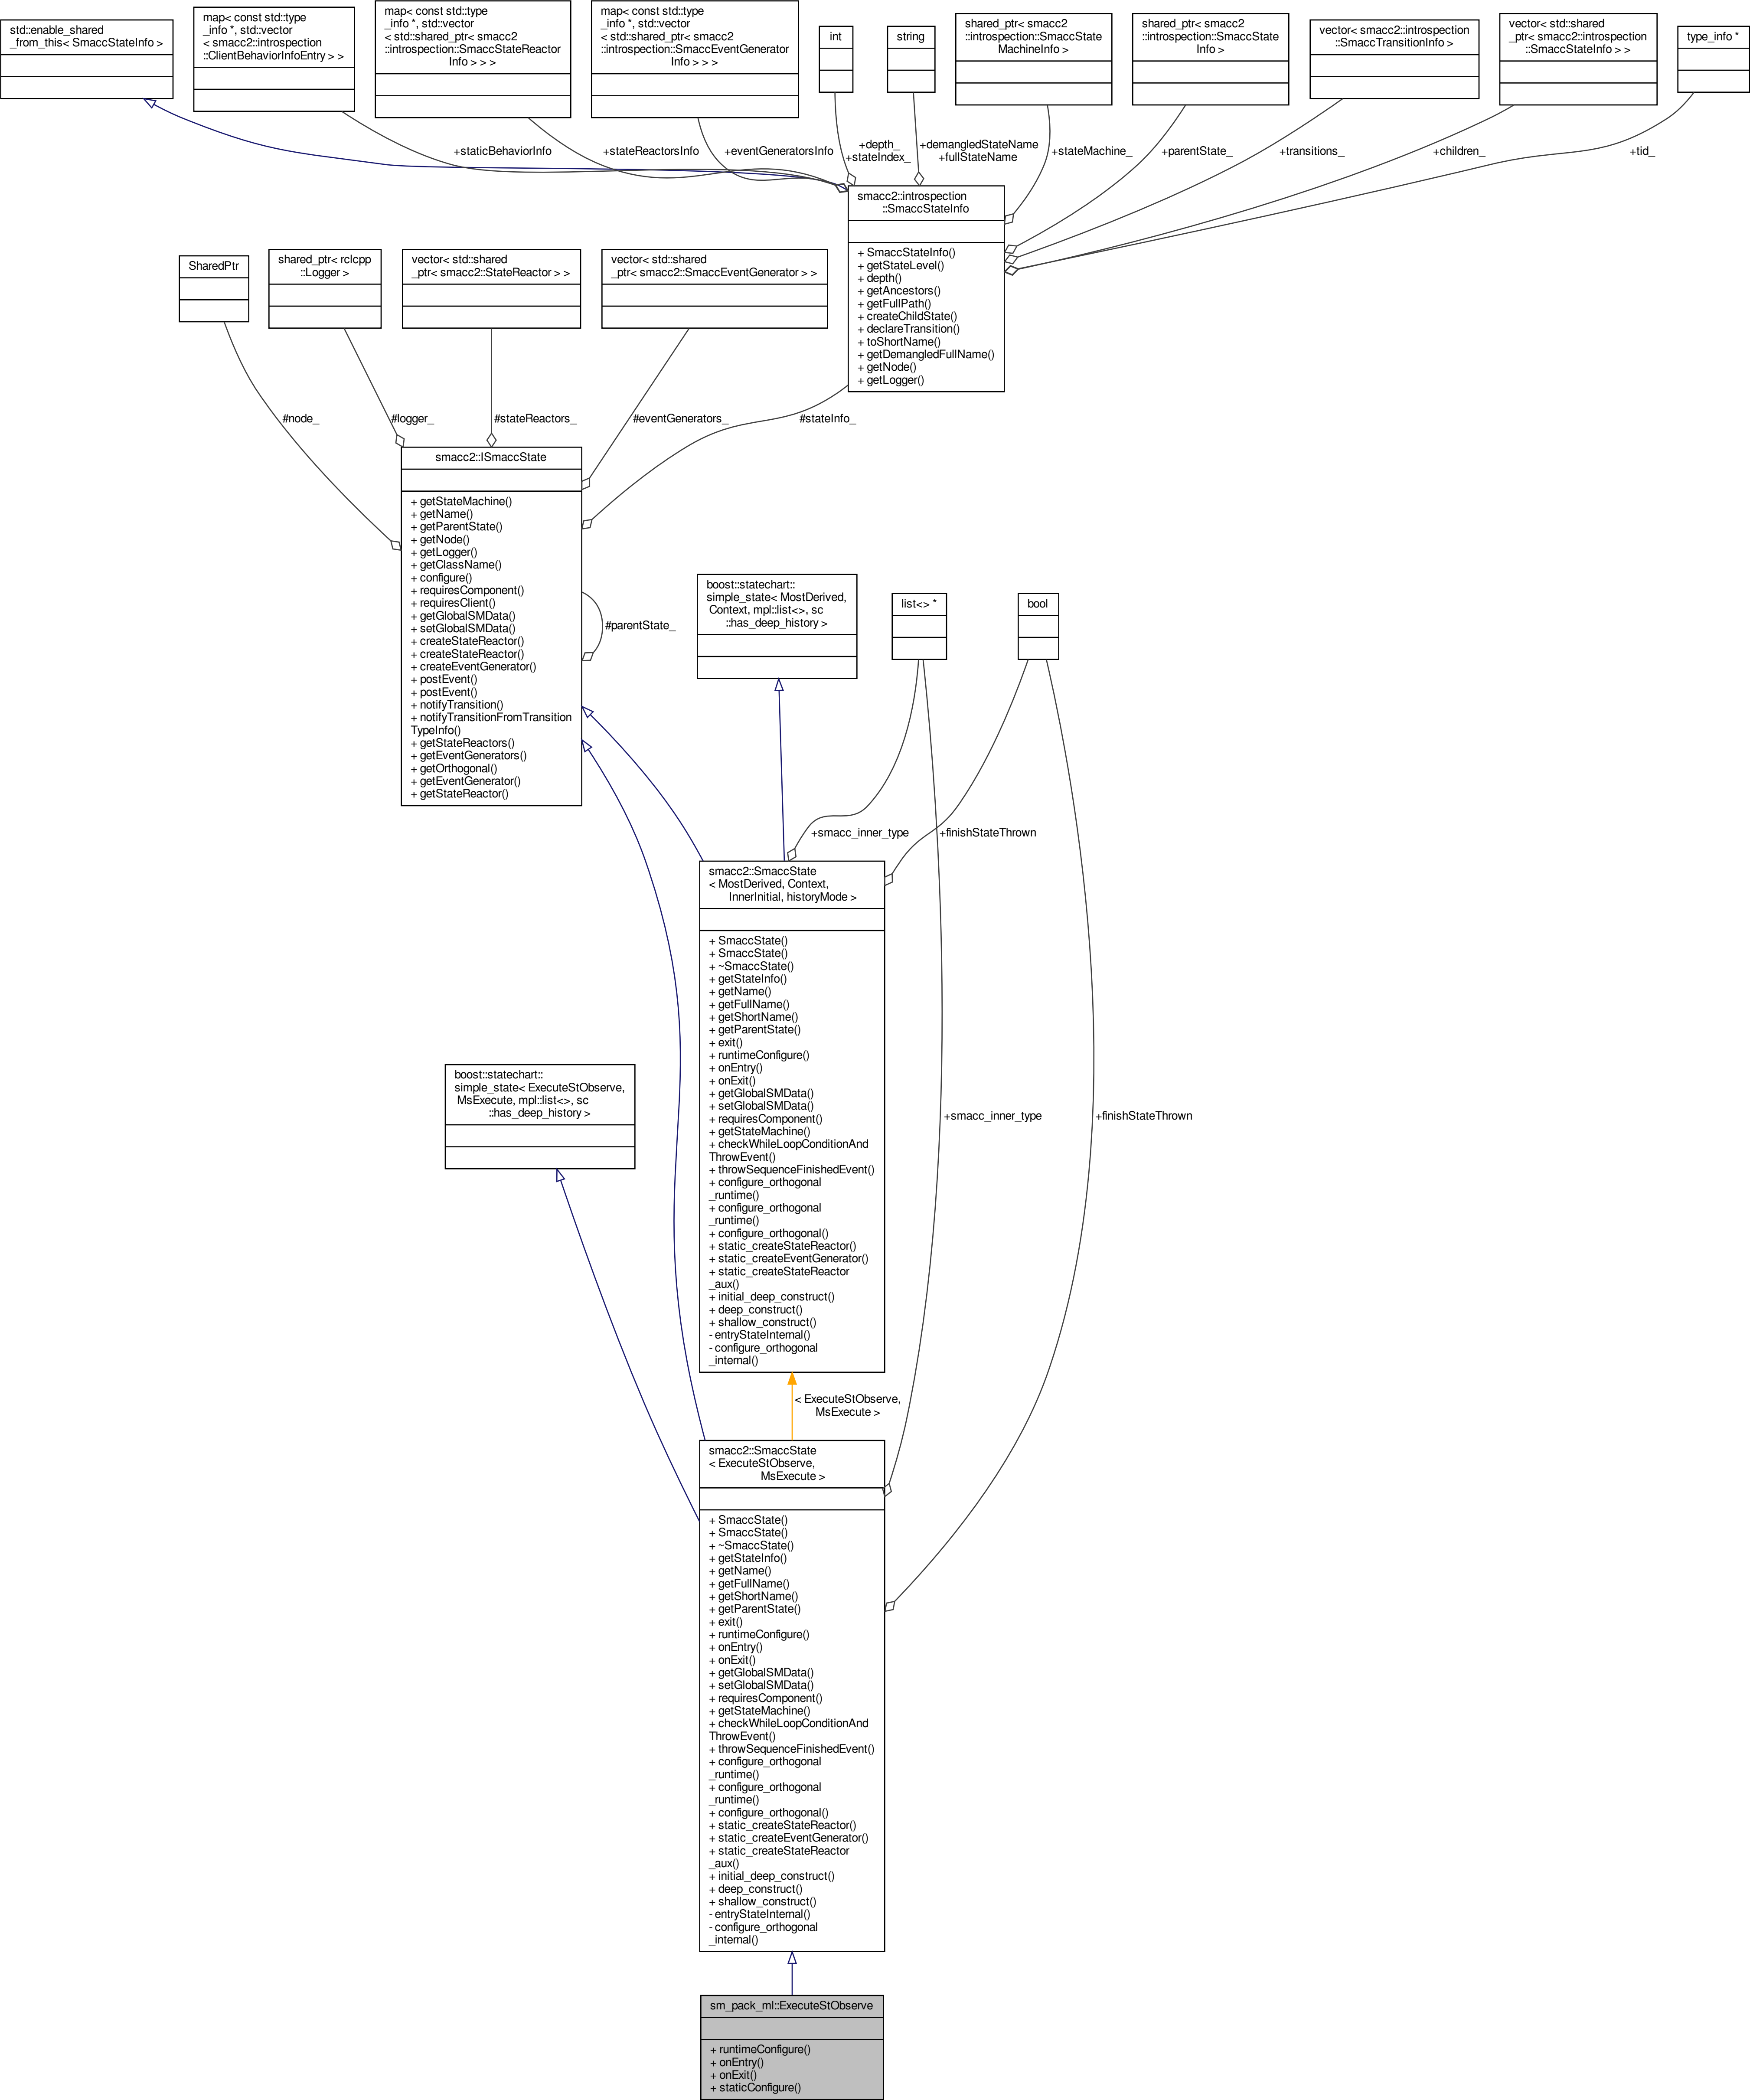 std::enable_shared
_from_this< SmaccStateInfo >
map< const std::type
_info *, std::vector
< smacc2::introspection
::ClientBehaviorInfoEntry > >
map< const std::type
_info *, std::vector
< std::shared_ptr< smacc2
::introspection::SmaccStateReactor
Info > > >
map< const std::type
_info *, std::vector
< std::shared_ptr< smacc2
::introspection::SmaccEventGenerator
Info > > >
int
string
shared_ptr< smacc2
::introspection::SmaccState
MachineInfo >
shared_ptr< smacc2
::introspection::SmaccState
Info >
vector< smacc2::introspection
::SmaccTransitionInfo >
vector< std::shared
_ptr< smacc2::introspection
::SmaccStateInfo > >
type_info *
+staticBehaviorInfo
+stateReactorsInfo
+eventGeneratorsInfo
+depth_
+stateIndex_
+demangledStateName
+fullStateName
+stateMachine_
+parentState_
+transitions_
+children_
+tid_
smacc2::introspection
::SmaccStateInfo
+ SmaccStateInfo()
+ getStateLevel()
+ depth()
+ getAncestors()
+ getFullPath()
+ createChildState()
+ declareTransition()
+ toShortName()
+ getDemangledFullName()
+ getNode()
+ getLogger()
SharedPtr
shared_ptr< rclcpp
::Logger >
vector< std::shared
_ptr< smacc2::StateReactor > >
vector< std::shared
_ptr< smacc2::SmaccEventGenerator > >
#node_
#logger_
#stateReactors_
#eventGenerators_
#stateInfo_
smacc2::ISmaccState
+ getStateMachine()
+ getName()
+ getParentState()
+ getNode()
+ getLogger()
+ getClassName()
+ configure()
+ requiresComponent()
+ requiresClient()
+ getGlobalSMData()
+ setGlobalSMData()
+ createStateReactor()
+ createStateReactor()
+ createEventGenerator()
+ postEvent()
+ postEvent()
+ notifyTransition()
+ notifyTransitionFromTransition
TypeInfo()
+ getStateReactors()
+ getEventGenerators()
+ getOrthogonal()
+ getEventGenerator()
+ getStateReactor()
#parentState_
boost::statechart::
simple_state< MostDerived,
Context, mpl::list<>, sc
::has_deep_history >
list<> *
bool
+smacc_inner_type
+finishStateThrown
smacc2::SmaccState
< MostDerived, Context,
InnerInitial, historyMode >
+ SmaccState()
+ SmaccState()
+ ~SmaccState()
+ getStateInfo()
+ getName()
+ getFullName()
+ getShortName()
+ getParentState()
+ exit()
+ runtimeConfigure()
+ onEntry()
+ onExit()
+ getGlobalSMData()
+ setGlobalSMData()
+ requiresComponent()
+ getStateMachine()
+ checkWhileLoopConditionAnd
ThrowEvent()
+ throwSequenceFinishedEvent()
+ configure_orthogonal
_runtime()
+ configure_orthogonal
_runtime()
+ configure_orthogonal()
+ static_createStateReactor()
+ static_createEventGenerator()
+ static_createStateReactor
_aux()
+ initial_deep_construct()
+ deep_construct()
+ shallow_construct()
- entryStateInternal()
- configure_orthogonal
_internal()
boost::statechart::
simple_state< ExecuteStObserve,
MsExecute, mpl::list<>, sc
::has_deep_history >
+smacc_inner_type
+finishStateThrown
< ExecuteStObserve,
MsExecute >
smacc2::SmaccState
< ExecuteStObserve,
MsExecute >
+ SmaccState()
+ SmaccState()
+ ~SmaccState()
+ getStateInfo()
+ getName()
+ getFullName()
+ getShortName()
+ getParentState()
+ exit()
+ runtimeConfigure()
+ onEntry()
+ onExit()
+ getGlobalSMData()
+ setGlobalSMData()
+ requiresComponent()
+ getStateMachine()
+ checkWhileLoopConditionAnd
ThrowEvent()
+ throwSequenceFinishedEvent()
+ configure_orthogonal
_runtime()
+ configure_orthogonal
_runtime()
+ configure_orthogonal()
+ static_createStateReactor()
+ static_createEventGenerator()
+ static_createStateReactor
_aux()
+ initial_deep_construct()
+ deep_construct()
+ shallow_construct()
- entryStateInternal()
- configure_orthogonal
_internal()
sm_pack_ml::ExecuteStObserve
+ runtimeConfigure()
+ onEntry()
+ onExit()
+ staticConfigure()